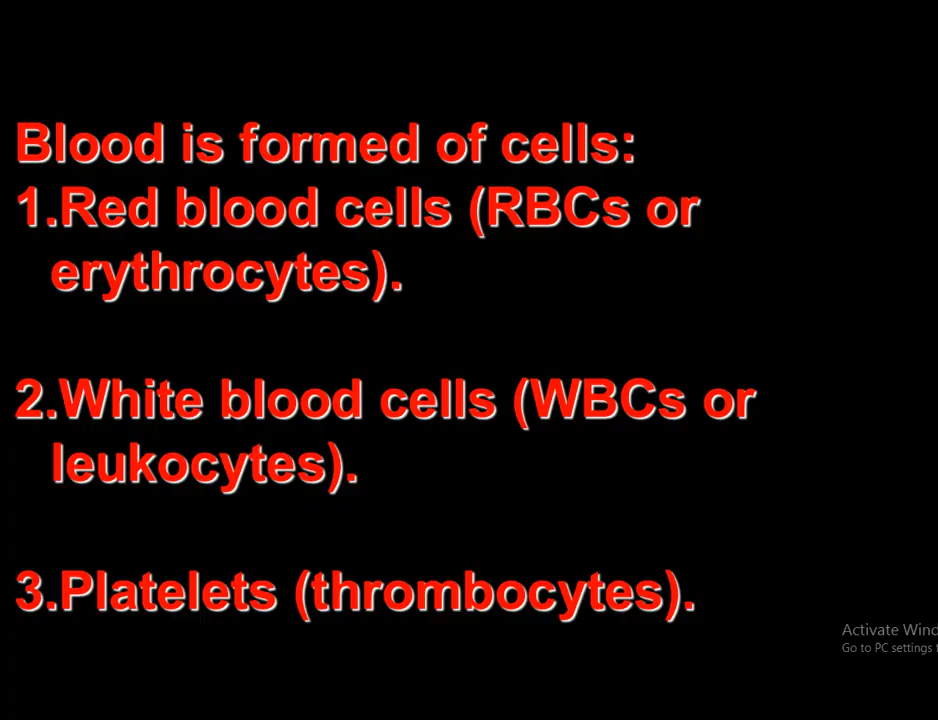 Blood is formed of cells:
1.Red blood cells (RBCs or
erythrocytes).
2.White blood cells (WBCs or
leukocytes).
3.Platelets (thrombocytes).
Activate Wind
Go to PC settings